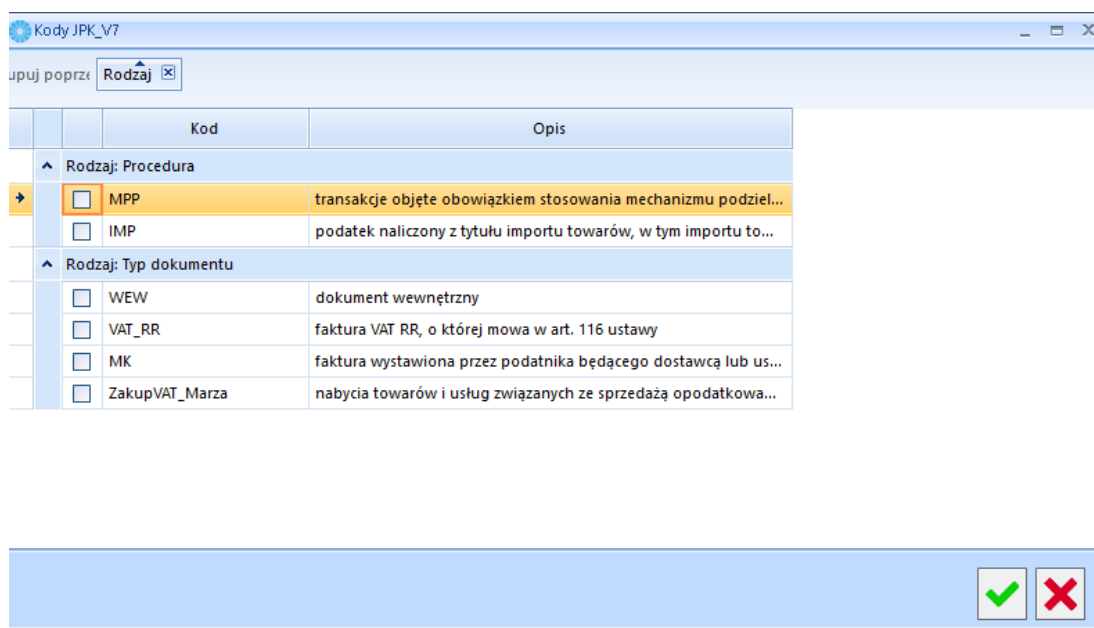 Kody JPK_V7
upuj poprze Rodzaj
Kod Opis
Rodzaj: Procedura
MPP transakcje objęte obowiązkiem stosowania mechanizmu podziel...
IMP podatek naliczony z tytułu importu towarów, w tym importu to...
Rodzaj: Typ dokumentu
WEW dokument wewnętrzny
VAT_RR faktura VAT RR, o której mowa w art. 116 ustawy
MK faktura wystawiona przez podatnika będącego dostawcą lub us...
ZakupVAT_Marza nabycia towarów i usług związanych ze sprzedażą opodatkowa...